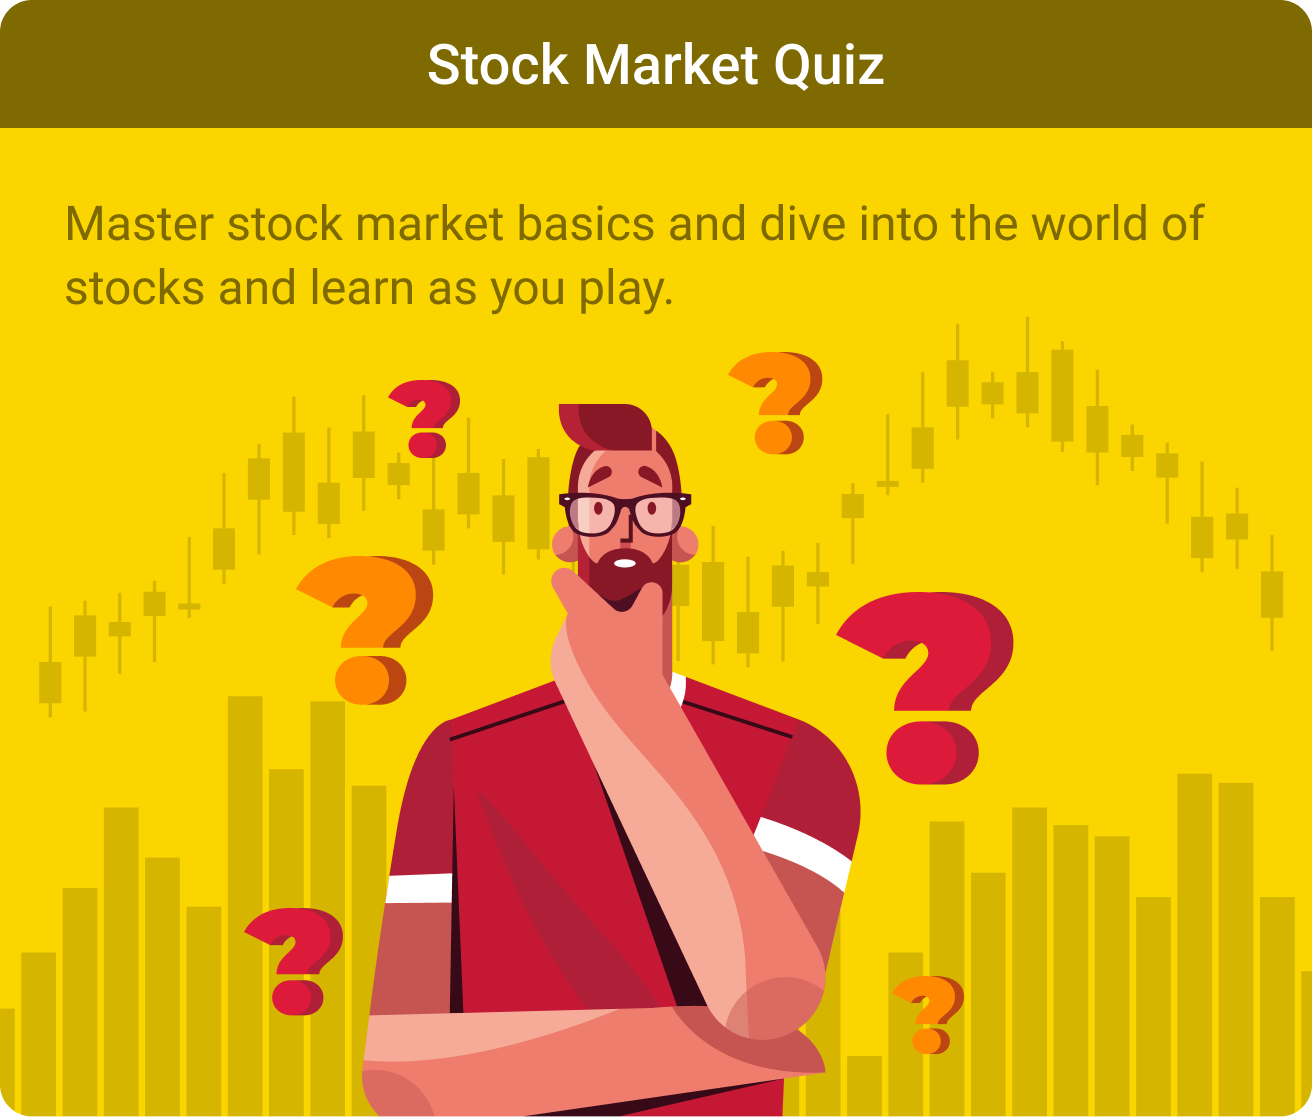 Stock Market Quiz
Master stock market basics and dive into the world of
stocks and learn as you play.